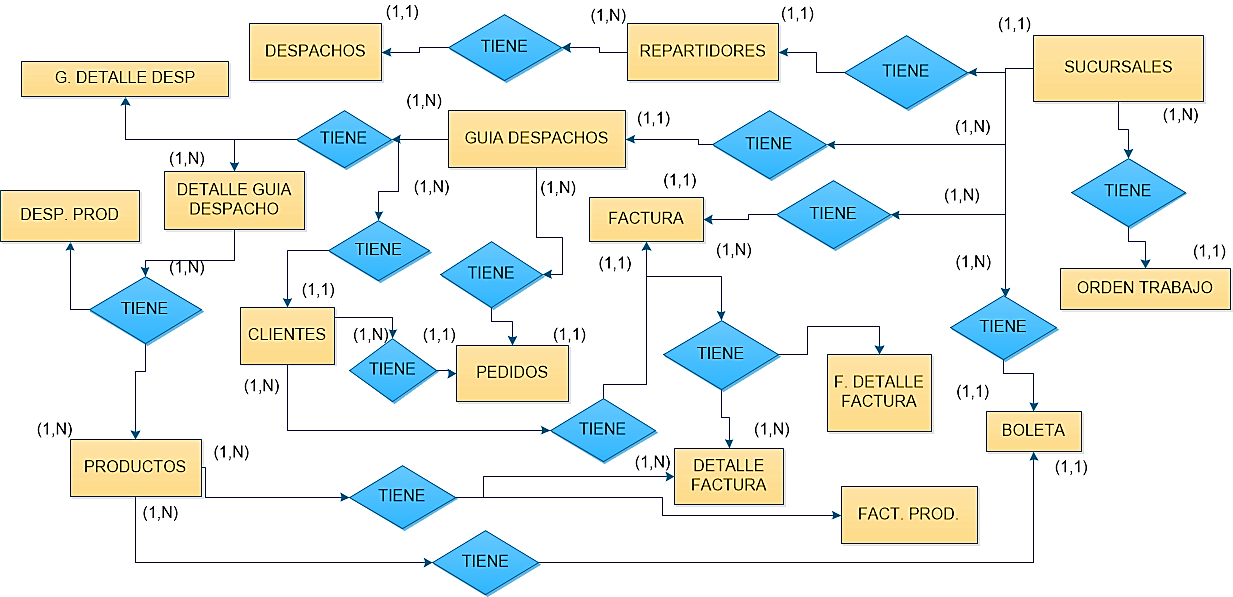 (1,1)
(1,N)
(1,1)
(1,1)
DESPACHOS
TIENE
REPARTIDORES
TIENE
SUCURSALES
G. DETALLE DESP
(1,N)
(1,1)
(1,N)
(1,N)
TIENE
GUIA DESPACHOS
TIENE
(1,N)
DETALLE GUIA
DESPACHO
(1,N)
(1,N)
(1,1)
(1,N)
TIENE
DESP. PROD
FACTURA
TIENE
TIENE
(1,N)
(1,1)
(1,N)
(1,1)
(1,N)
TIENE
ORDEN TRABAJO
TIENE
(1,1)
CLIENTES
(1,N)
(1,1)
(1,1)
TIENE
TIENE
TIENE
PEDIDOS
(1,N)
F. DETALLE
FACTURA
(1,1)
(1,N)
TIENE
(1,N)
BOLETA
PRODUCTOS
(1,N)
(1,N)
DETALLE
FACTURA
(1,1)
TIENE
(1,N)
FACT. PROD.
TIENE